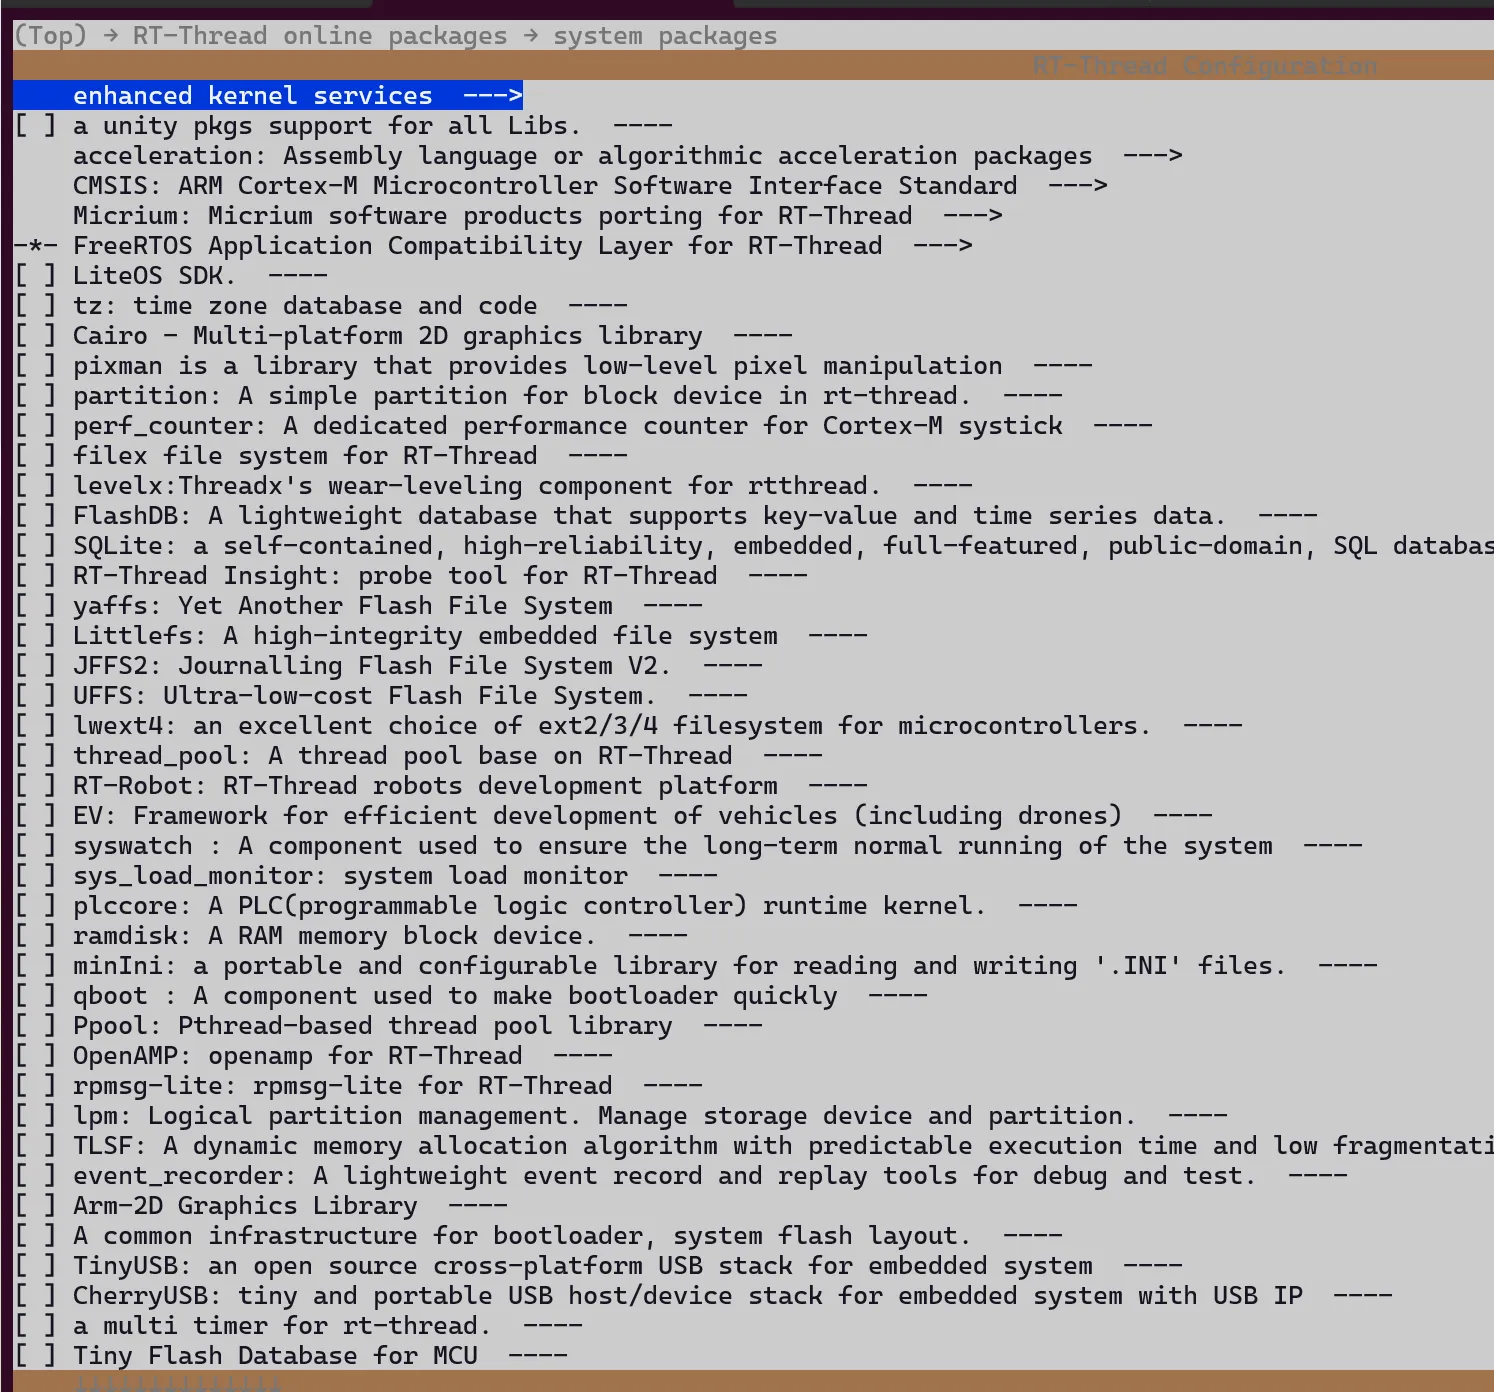 (Top) → RT-Thread online packages → system packages
RT-Thread Configuration
enhanced kernel services  --->
[ ] a unity pkgs support for all Libs.  ----
acceleration: Assembly language or algorithmic acceleration packages  --->
CMSIS: ARM Cortex-M Microcontroller Software Interface Standard  --->
Micrium: Micrium software products porting for RT-Thread  --->
-*- FreeRTOS Application Compatibility Layer for RT-Thread  --->
[ ] LiteOS SDK.  ----
[ ] tz: time zone database and code  ----
[ ] Cairo - Multi-platform 2D graphics library  ----
[ ] pixman is a library that provides low-level pixel manipulation  ----
[ ] partition: A simple partition for block device in rt-thread.  ----
[ ] perf_counter: A dedicated performance counter for Cortex-M systick  ----
[ ] filex file system for RT-Thread  ----
[ ] levelx:Threadx's wear-leveling component for rtthread.  ----
[ ] FlashDB: A lightweight database that supports key-value and time series data.  ----
[ ] SQLite: a self-contained, high-reliability, embedded, full-featured, public-domain, SQL databas
[ ] RT-Thread Insight: probe tool for RT-Thread  ----
[ ] yaffs: Yet Another Flash File System  ----
[ ] Littlefs: A high-integrity embedded file system  ----
[ ] JFFS2: Journalling Flash File System V2.  ----
[ ] UFFS: Ultra-low-cost Flash File System.  ----
[ ] lwext4: an excellent choice of ext2/3/4 filesystem for microcontrollers.  ----
[ ] thread_pool: A thread pool base on RT-Thread  ----
[ ] RT-Robot: RT-Thread robots development platform  ----
[ ] EV: Framework for efficient development of vehicles (including drones)  ----
[ ] syswatch : A component used to ensure the long-term normal running of the system  ----
[ ] sys_load_monitor: system load monitor  ----
[ ] plccore: A PLC(programmable logic controller) runtime kernel.  ----
[ ] ramdisk: A RAM memory block device.  ----
[ ] minIni: a portable and configurable library for reading and writing '.INI' files.  ----
[ ] qboot : A component used to make bootloader quickly  ----
[ ] Ppool: Pthread-based thread pool library  ----
[ ] OpenAMP: openamp for RT-Thread  ----
[ ] rpmsg-lite: rpmsg-lite for RT-Thread  ----
[ ] lpm: Logical partition management. Manage storage device and partition.  ----
[ ] TLSF: A dynamic memory allocation algorithm with predictable execution time and low fragmentati
[ ] event_recorder: A lightweight event record and replay tools for debug and test.  ----
[ ] Arm-2D Graphics Library  ----
[ ] A common infrastructure for bootloader, system flash layout.  ----
[ ] TinyUSB: an open source cross-platform USB stack for embedded system  ----
[ ] CherryUSB: tiny and portable USB host/device stack for embedded system with USB IP  ----
[ ] a multi timer for rt-thread.  ----
[ ] Tiny Flash Database for MCU  ----
↓↓↓↓↓↓↓↓↓↓↓↓↓↓